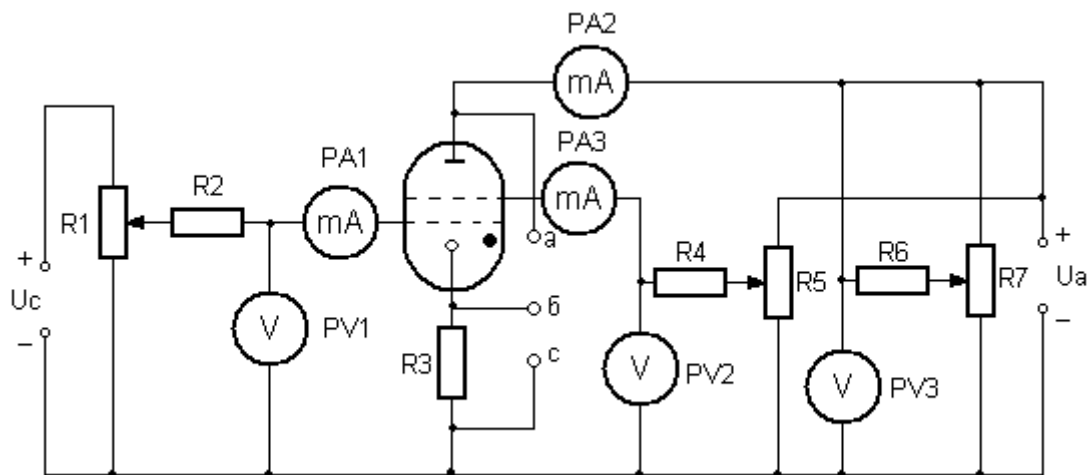 PA2
mA
PA1
PA3
R2
mA
mA
R1
а
+
Uc
–
V
PV1
б
R3
с
R4
R5
R6
R7
+
Ua
–
V
PV2
V
PV3